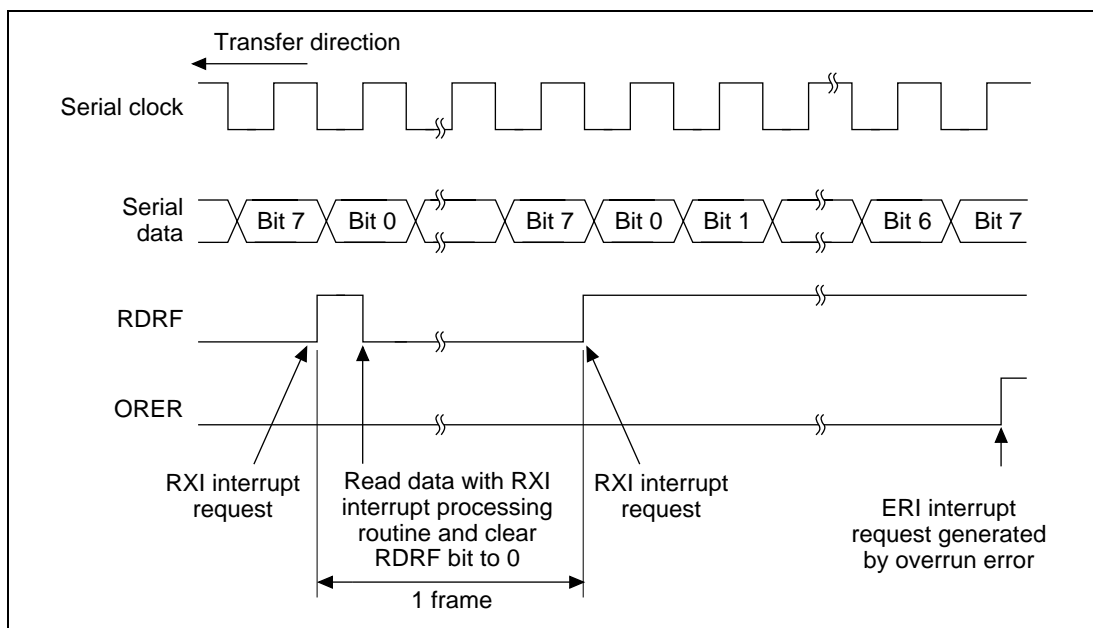 Transfer direction
Serial clock
Serial
data
Bit 7
Bit 0
Bit 7
Bit 0
Bit 1
Bit 6
Bit 7
RDRF
ORER
RXI interrupt
request
Read data with RXI
interrupt processing
routine and clear
RDRF bit to 0
RXI interrupt
request
ERI interrupt
request generated
by overrun error
1 frame